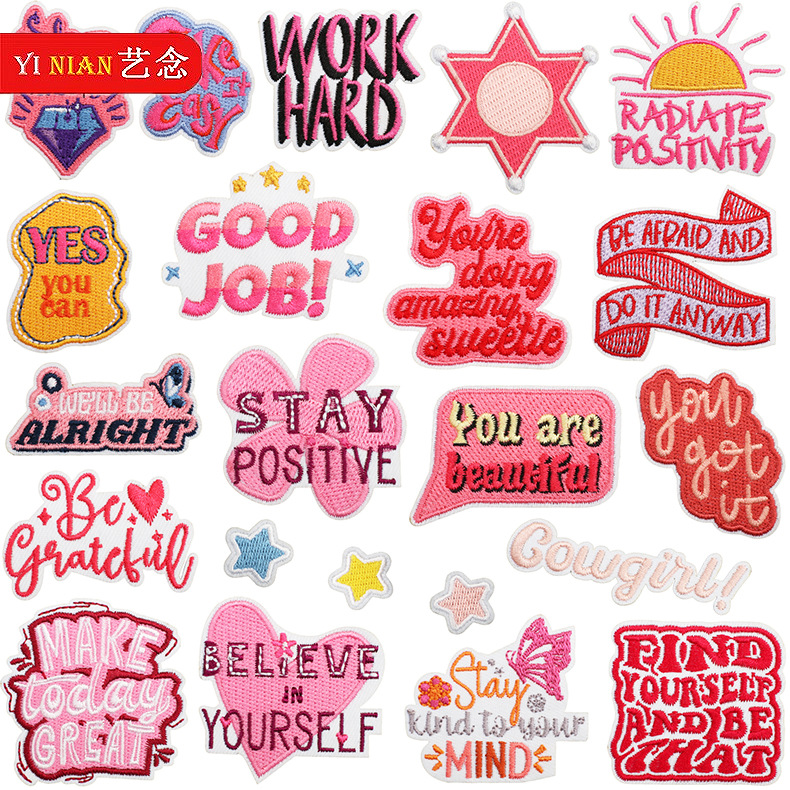 YI NIAN 艺念
Take
it
Easy
WORK
HARD
RADIATE
POSITIVITY
YES
you
can
GOOD
JOB!
You're
doing
amazing,
sweetie
BE AFRAID AND
DO IT ANYWAY
WE'LL BE
ALRIGHT
STAY
POSITIVE
You are
beautiful
you
got
it
Be
Grateful
Cowgirl!
MAKE
today
GREAT
BELIEVE
IN
YOURSELF
Stay
kind to your
MIND
FIND
YOURSELF
AND BE
THAT